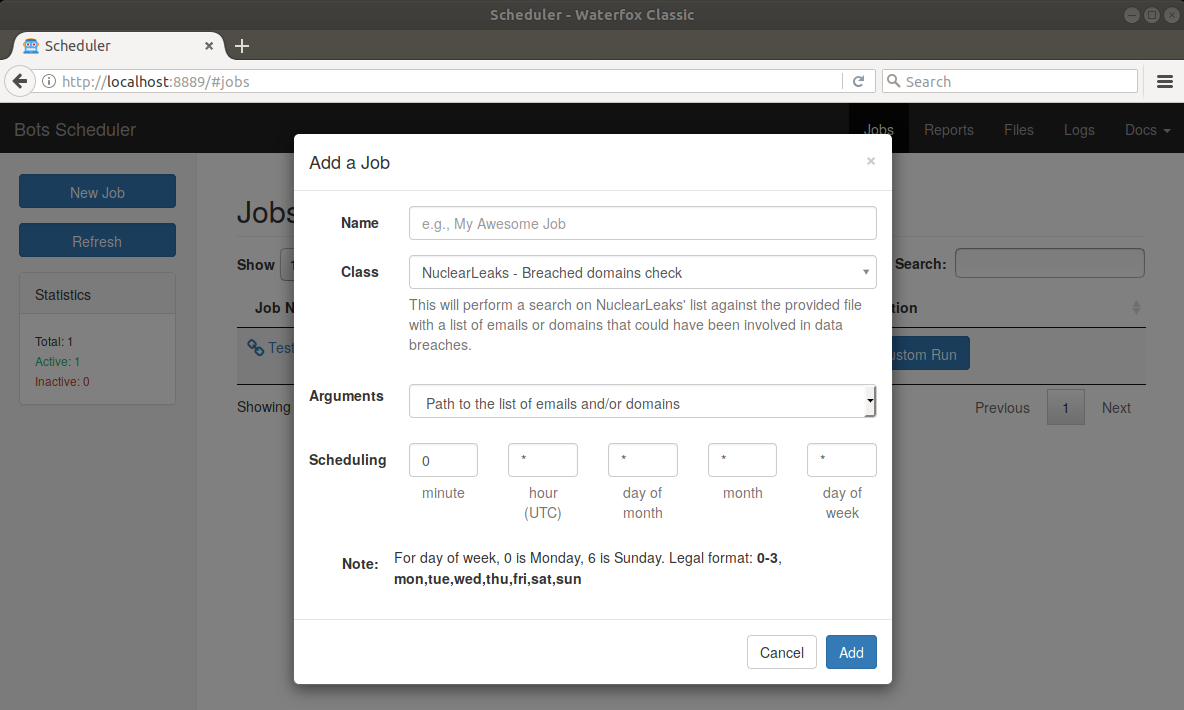 Scheduler - Waterfox Classic
Scheduler
http://localhost:8889/#jobs
Search
Bots Scheduler
Jobs
Reports
Files
Logs
Docs
New Job
Refresh
Statistics
Total: 1
Active: 1
Inactive: 0
Jobs
Show
Search:
Job N
tion
Test
ustom Run
Showing
Previous
1
Next
Add a Job
×
Name
e.g., My Awesome Job
Class
NuclearLeaks - Breached domains check
This will perform a search on NuclearLeaks' list against the provided file
with a list of emails or domains that could have been involved in data
breaches.
Arguments
Path to the list of emails and/or domains
Scheduling
0
*
*
*
*
minute
hour
(UTC)
day of
month
month
day of
week
Note:
For day of week, 0 is Monday, 6 is Sunday. Legal format: 0-3,
mon,tue,wed,thu,fri,sat,sun
Cancel
Add